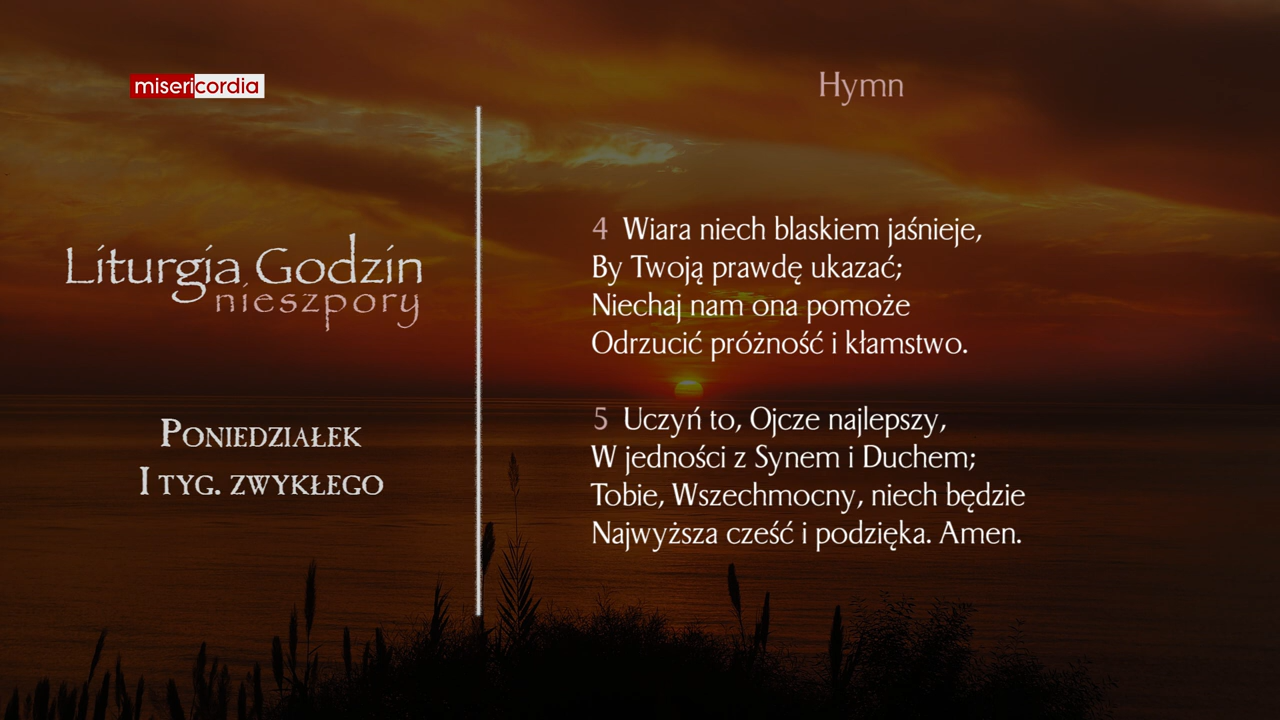 misericordia
Liturgia Godzin
nieszpory
Poniedziałek
I tyg. zwykłego
Hymn
4 Wiara niech blaskiem jaśnieje,
By Twoją prawdę ukazać;
Niechaj nam ona pomoże
Odrzucić próżność i kłamstwo.
5 Uczyń to, Ojcze najlepszy,
W jedności z Synem i Duchem;
Tobie, Wszechmocny, niech będzie
Najwyższa cześć i podzięka. Amen.